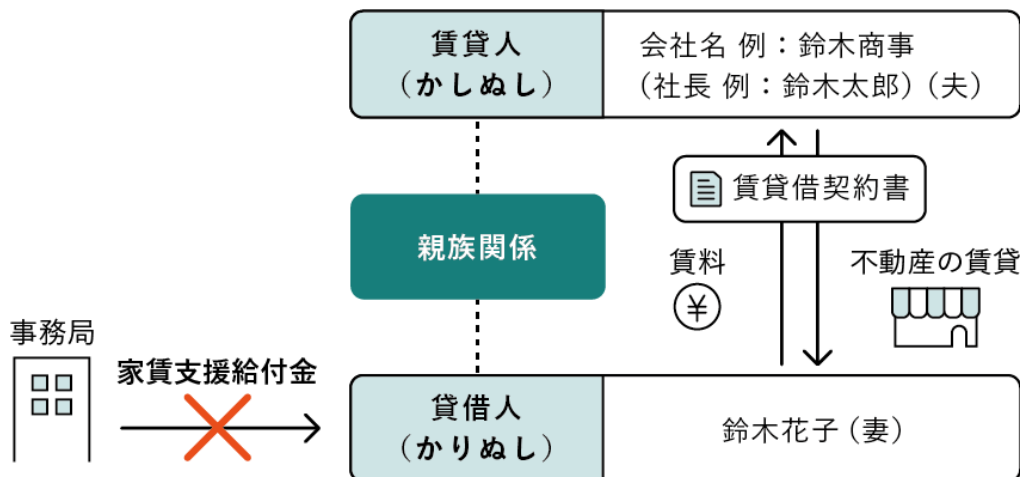 賃貸人
（かしぬし）
会社名 例：鈴木商事
(社長 例：鈴木太郎) (夫)
賃貸借契約書
親族関係
賃料
¥
不動産の賃貸
事務局
家賃支援給付金
貸借人
（かりぬし）
鈴木花子（妻）